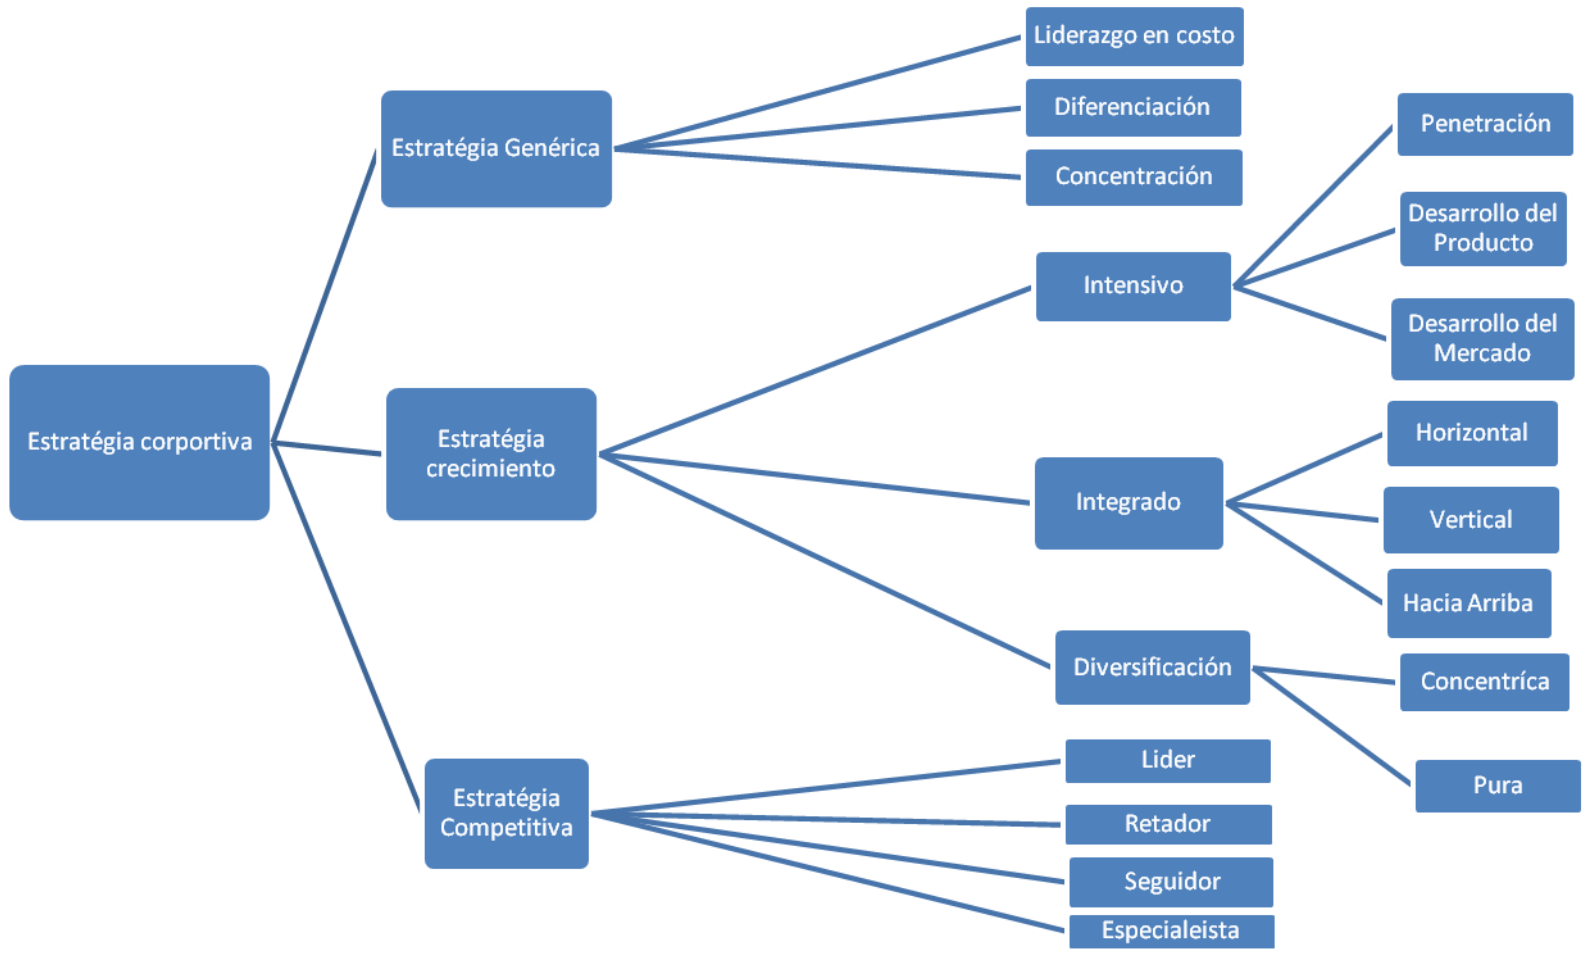 Estratégia corportiva
Estratégia Genérica
Liderazgo en costo
Diferenciación
Concentración
Estratégia
crecimiento
Intensivo
Penetración
Desarrollo del
Producto
Desarrollo del
Mercado
Integrado
Horizontal
Vertical
Hacia Arriba
Diversificación
Concentríca
Pura
Estratégia
Competitiva
Lider
Retador
Seguidor
Especialeista